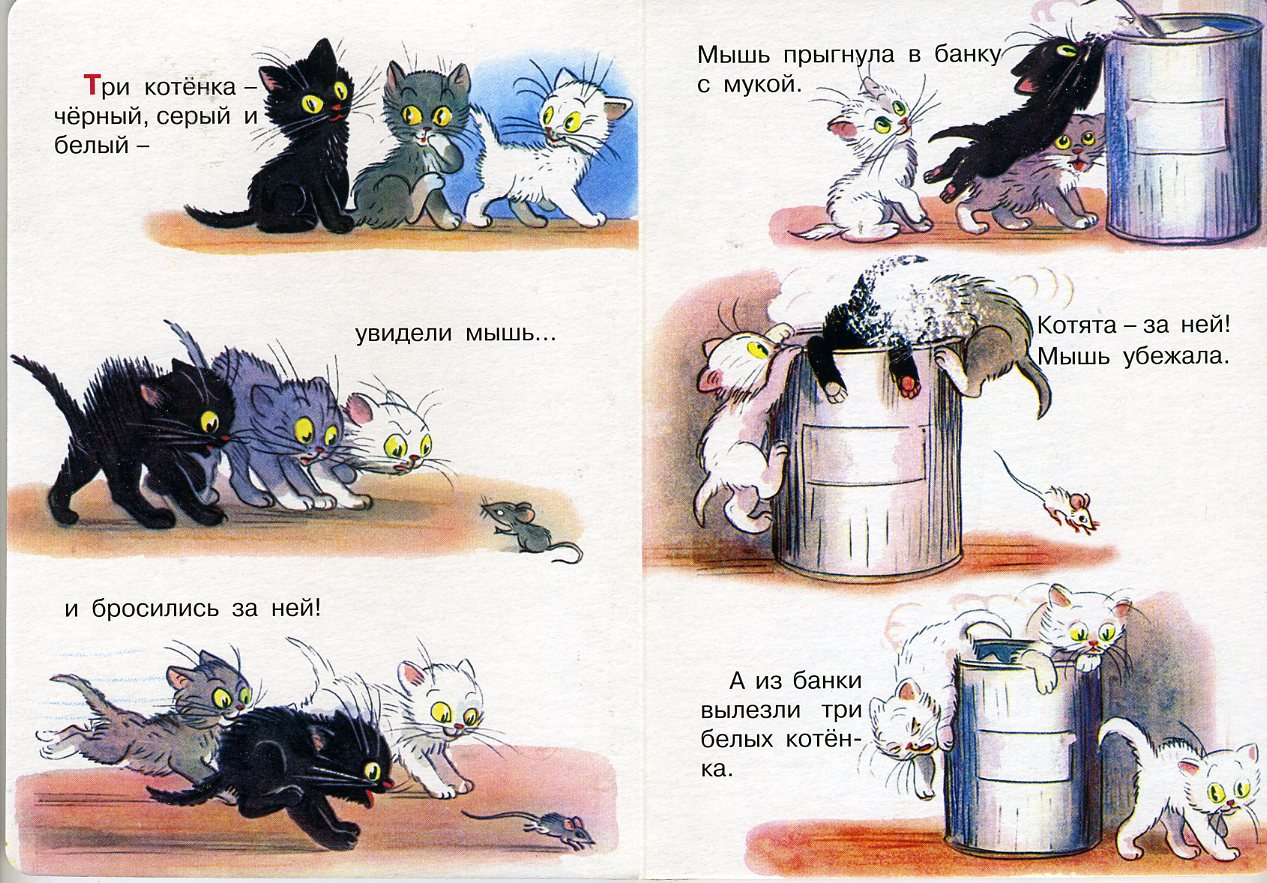 Три котёнка –
чёрный, серый и
белый –
увидели мышь...
и бросились за ней!
Мышь прыгнула в банку
с мукой.
Котята – за ней!
Мышь убежала.
А из банки
вылезли три
белых котён-
ка.